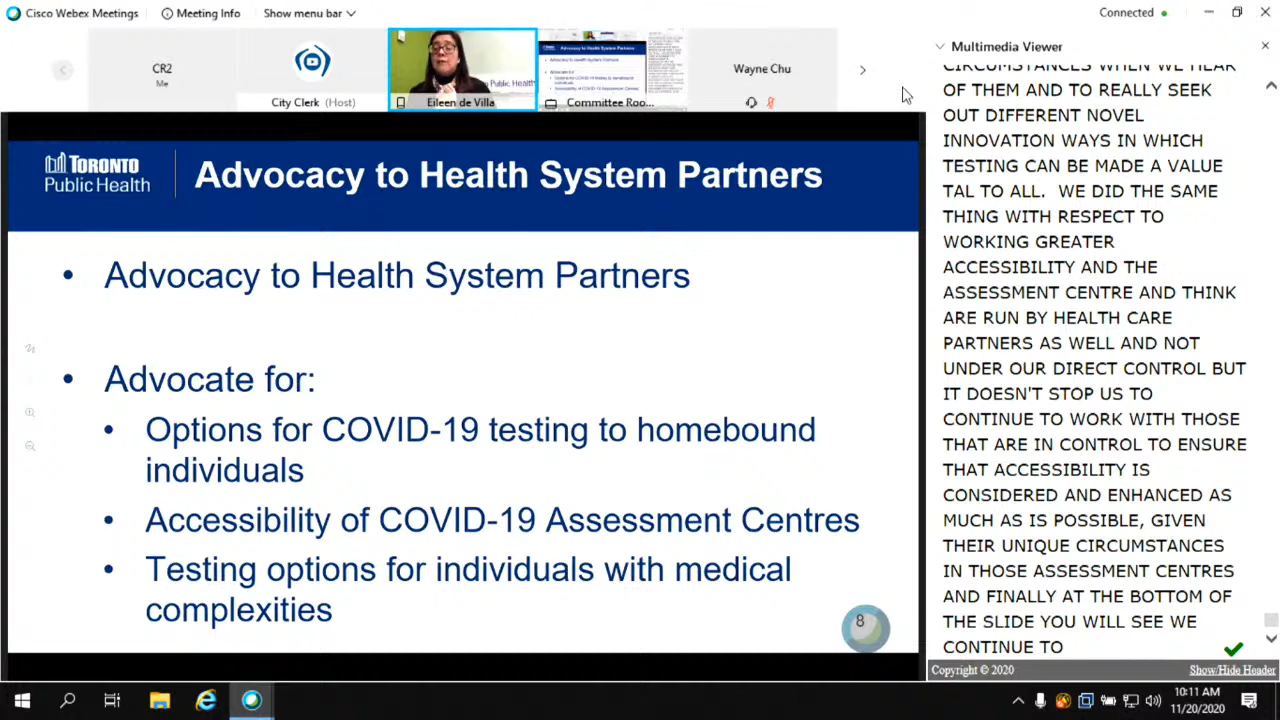 Cisco Webex Meetings
Meeting Info
Show menu bar
Connected
CR2
Me
City Clerk (Host)
Eileen de Villa
Committee Roo...
Wayne Chu
TORONTO
Public Health
Advocacy to Health System Partners
• Advocacy to Health System Partners
• Advocate for:
• Options for COVID-19 testing to homebound
individuals
• Accessibility of COVID-19 Assessment Centres
• Testing options for individuals with medical
complexities
8
Multimedia Viewer
OF THEM AND TO REALLY SEEK
OUT DIFFERENT NOVEL
INNOVATION WAYS IN WHICH
TESTING CAN BE MADE A VALUE
TAL TO ALL. WE DID THE SAME
THING WITH RESPECT TO
WORKING GREATER
ACCESSIBILITY AND THE
ASSESSMENT CENTRE AND THINK
ARE RUN BY HEALTH CARE
PARTNERS AS WELL AND NOT
UNDER OUR DIRECT CONTROL BUT
IT DOESN'T STOP US TO
CONTINUE TO WORK WITH THOSE
THAT ARE IN CONTROL TO ENSURE
THAT ACCESSIBILITY IS
CONSIDERED AND ENHANCED AS
MUCH AS IS POSSIBLE, GIVEN
THEIR UNIQUE CIRCUMSTANCES
IN THOSE ASSESSMENT CENTRES
AND FINALLY AT THE BOTTOM OF
THE SLIDE YOU WILL SEE WE
CONTINUE TO
Copyright © 2020
Show/Hide Header
10:11 AM
11/20/2020